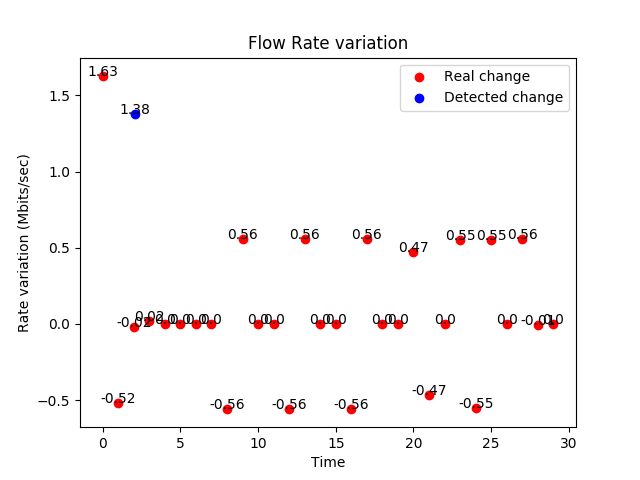 Flow Rate variation
Real change
Detected change
1.63
1.38
0.56 0.56 0.56 0.47 0.55 0.55 0.56
-0.02 0.02 0.0 0.0 0.0 0.0 0.0 0.0 0.0 0.0 0.0 0.0 0.0 0.0 -0.01 0.0
-0.52 -0.56 -0.56 -0.56 -0.47 -0.55
1.5
1.0
0.5
0.0
−0.5
Rate variation (Mbits/sec)
0 5 10 15 20 25 30
Time